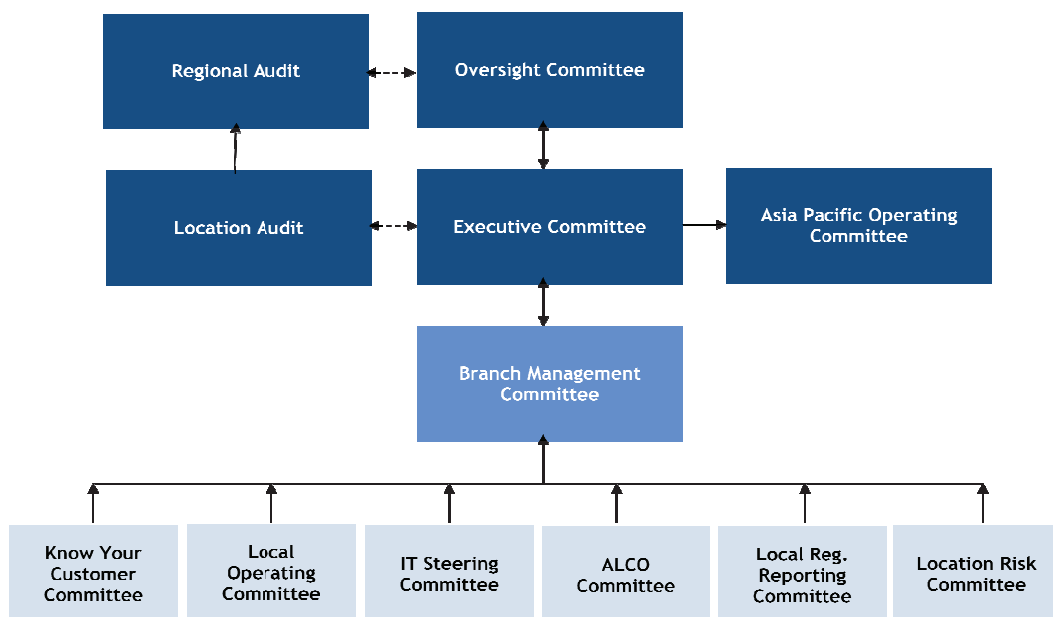 Regional Audit
Oversight Committee
Location Audit
Executive Committee
Asia Pacific Operating
Committee
Branch Management
Committee
Know Your
Customer
Committee
Local
Operating
Committee
IT Steering
Committee
ALCO
Committee
Local Reg.
Reporting
Committee
Location Risk
Committee